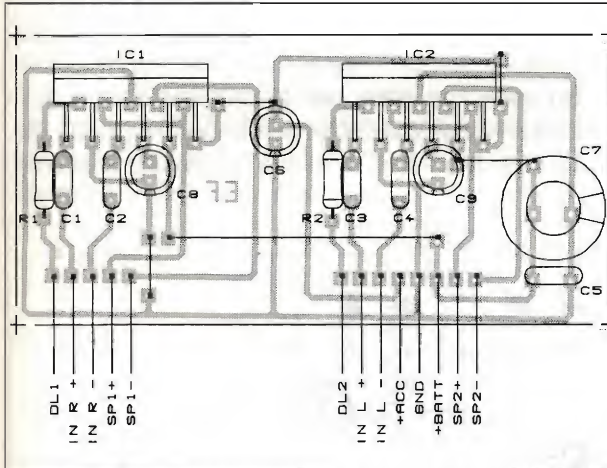 IC1
IC2
C6
C7
C8
C9
R1
C1
C2
R2
C3
C4
C5
73
DL1
IN R +
IN R -
SP1+
SP1-
DL2
IN L +
IN L -
+ACC
GND
+BATT
SP2+
SP2-